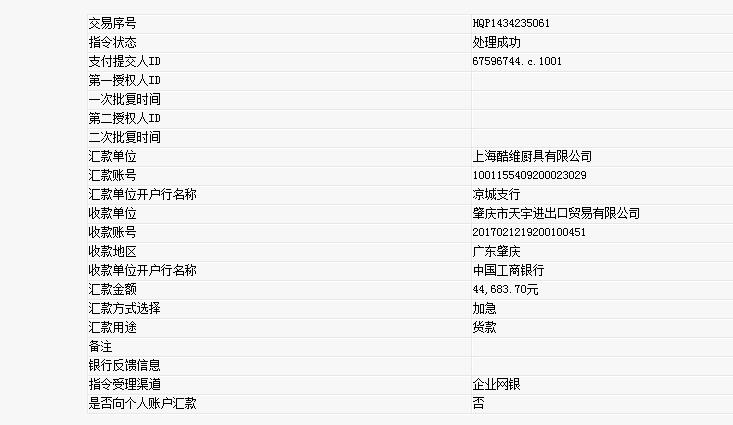 交易序号 HQP1434235061
指令状态 处理成功
支付提交人ID 67596744.c.1001
第一授权人ID
一次批复时间
第二授权人ID
二次批复时间
汇款单位 上海酷维厨具有限公司
汇款账号 1001155409200023029
汇款单位开户行名称 凉城支行
收款单位 肇庆市天宇进出口贸易有限公司
收款账号 2017021219200100451
收款地区 广东肇庆
收款单位开户行名称 中国工商银行
汇款金额 44,683.70元
汇款方式选择 加急
汇款用途 货款
备注
银行反馈信息
指令受理渠道 企业网银
是否向个人账户汇款 否